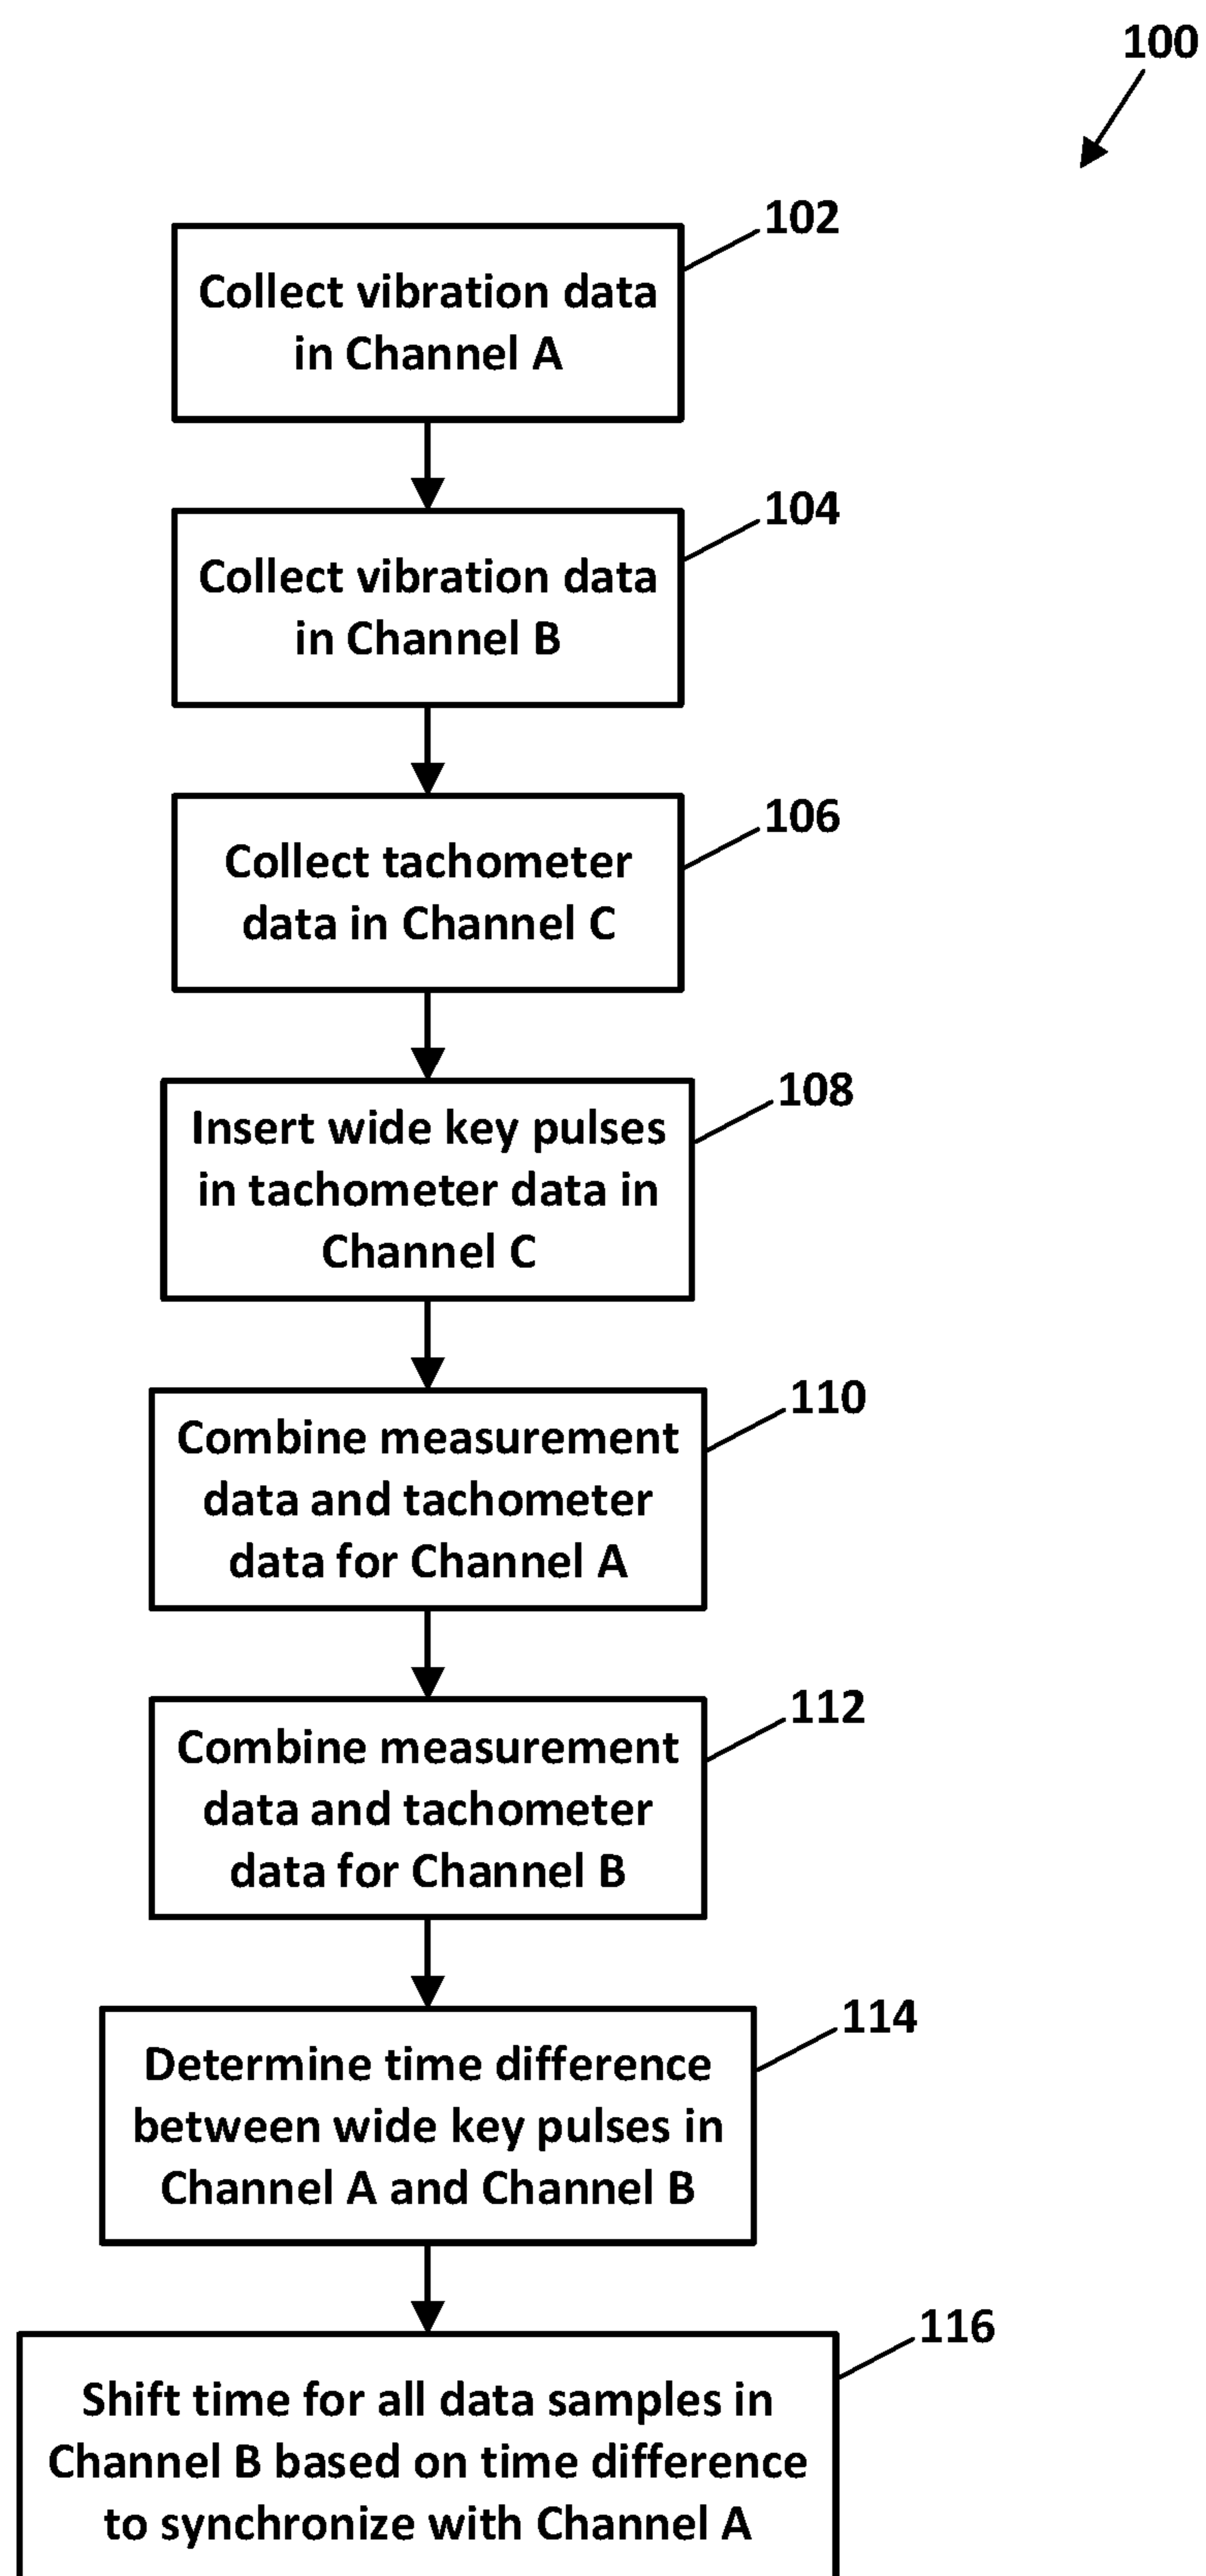 100
102
Collect vibration data
in Channel A
104
Collect vibration data
in Channel B
106
Collect tachometer
data in Channel C
108
Insert wide key pulses
in tachometer data in
Channel C
110
Combine measurement
data and tachometer
data for Channel A
112
Combine measurement
data and tachometer
data for Channel B
114
Determine time difference
between wide key pulses in
Channel A and Channel B
116
Shift time for all data samples in
Channel B based on time difference
to synchronize with Channel A